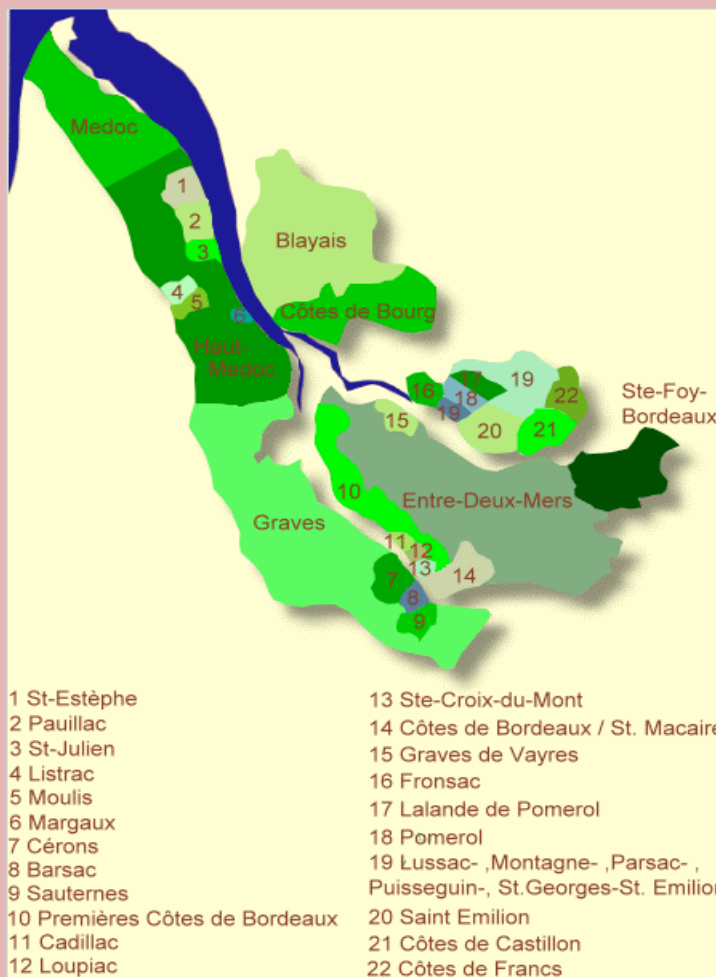 Medoc
1
2
3
Blayais
4
5
6
Côtes de Bourg
Haut-
Medoc
16
17
18
19
19
22
Ste-Foy-
Bordeaux
15
20
21
10
Entre-Deux-Mers
Graves
11
12
13
14
7
8
9
1 St-Estèphe
2 Pauillac
3 St-Julien
4 Listrac
5 Moulis
6 Margaux
7 Cérons
8 Barsac
9 Sauternes
10 Premières Côtes de Bordeaux
11 Cadillac
12 Loupiac
13 Ste-Croix-du-Mont
14 Côtes de Bordeaux / St. Macaire
15 Graves de Vayres
16 Fronsac
17 Lalande de Pomerol
18 Pomerol
19 Lussac- ,Montagne- ,Parsac- ,
Puisseguin-, St.Georges-St. Emilion
20 Saint Emilion
21 Côtes de Castillon
22 Côtes de Francs